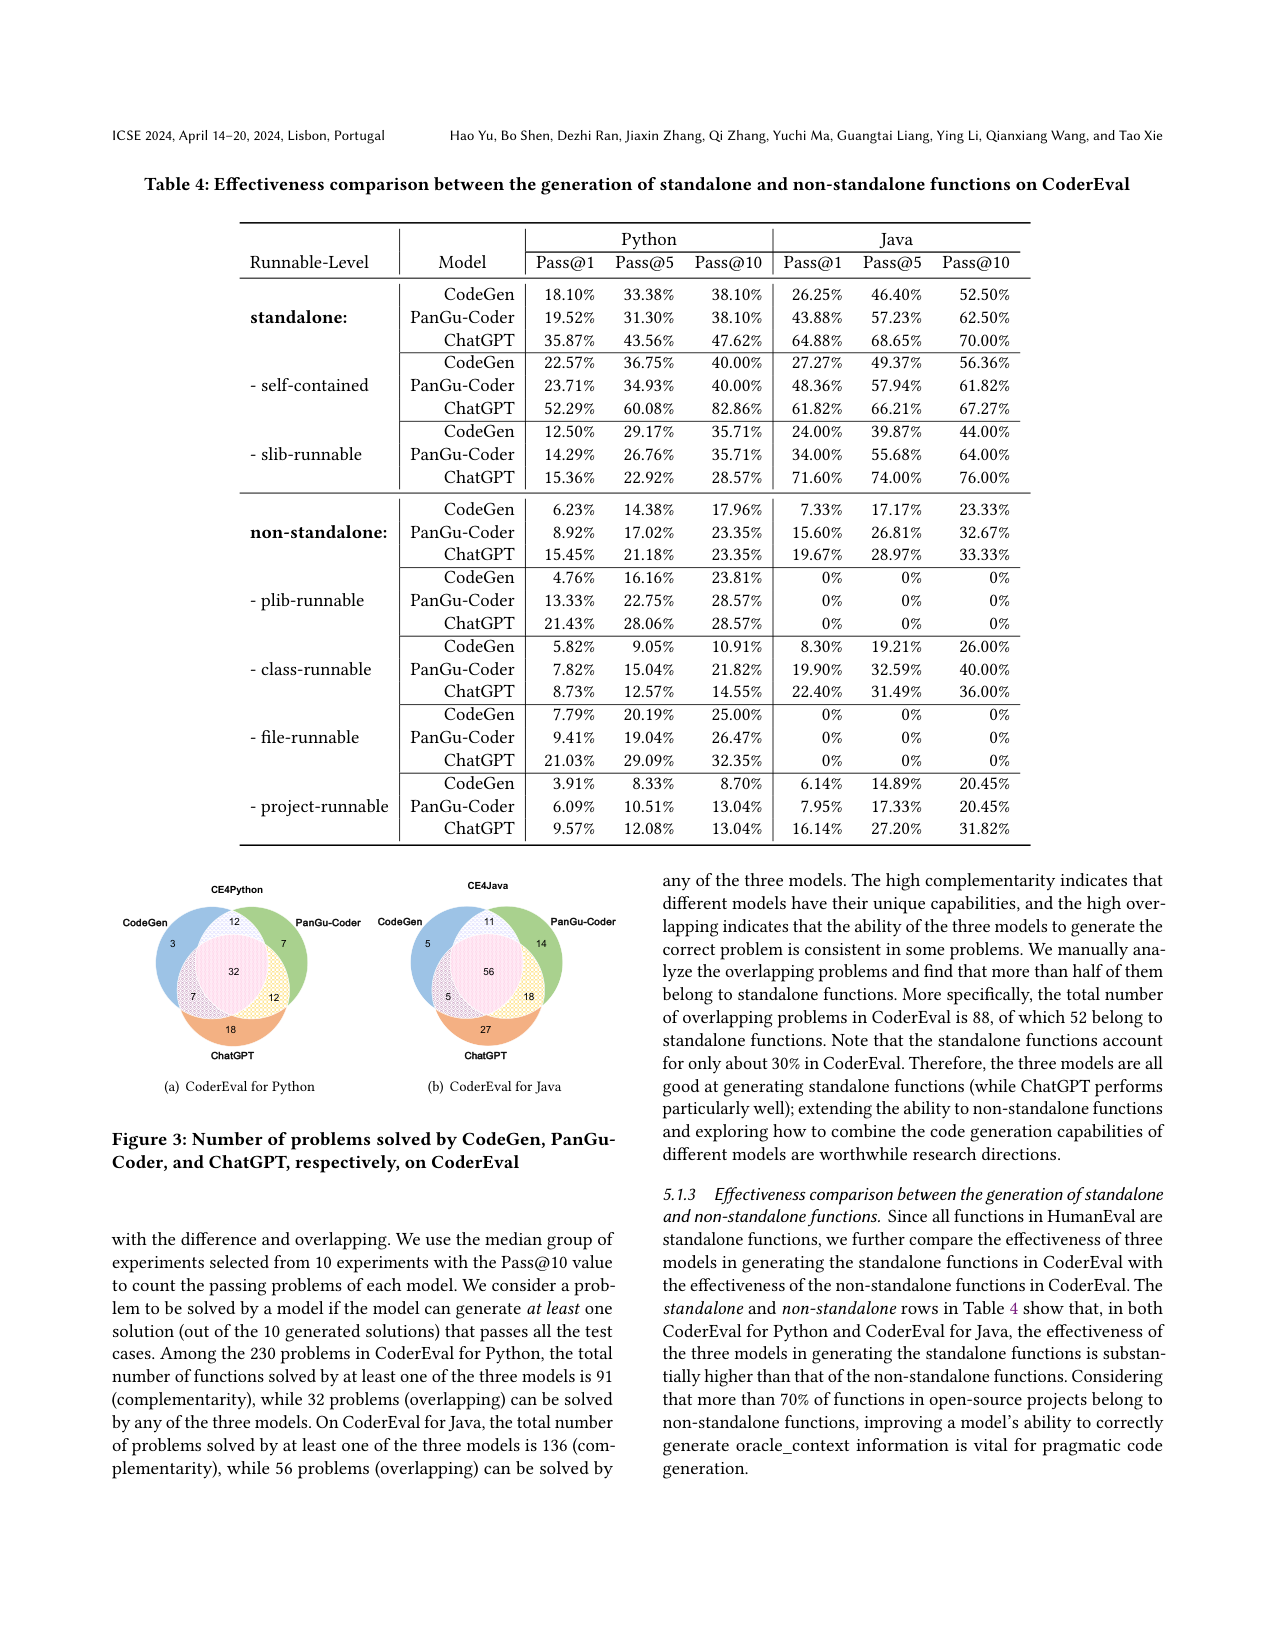 ICSE 2024, April 14–20, 2024, Lisbon, Portugal
Hao Yu, Bo Shen, Dezhi Ran, Jiaxin Zhang, Qi Zhang, Yuchi Ma, Guangtai Liang, Ying Li, Qianxiang Wang, and Tao Xie
Table 4: Effectiveness comparison between the generation of standalone and non-standalone functions on CoderEval
Python Java
Runnable-Level Model Pass@1 Pass@5 Pass@10 Pass@1 Pass@5 Pass@10
CodeGen 18.10% 33.38% 38.10% 26.25% 46.40% 52.50%
standalone: PanGu-Coder 19.52% 31.30% 38.10% 43.88% 57.23% 62.50%
ChatGPT 35.87% 43.56% 47.62% 64.88% 68.65% 70.00%
CodeGen 22.57% 36.75% 40.00% 27.27% 49.37% 56.36%
- self-contained PanGu-Coder 23.71% 34.93% 40.00% 48.36% 57.94% 61.82%
ChatGPT 52.29% 60.08% 82.86% 61.82% 66.21% 67.27%
CodeGen 12.50% 29.17% 35.71% 24.00% 39.87% 44.00%
- slib-runnable PanGu-Coder 14.29% 26.76% 35.71% 34.00% 55.68% 64.00%
ChatGPT 15.36% 22.92% 28.57% 71.60% 74.00% 76.00%
CodeGen 6.23% 14.38% 17.96% 7.33% 17.17% 23.33%
non-standalone: PanGu-Coder 8.92% 17.02% 23.35% 15.60% 26.81% 32.67%
ChatGPT 15.45% 21.18% 23.35% 19.67% 28.97% 33.33%
CodeGen 4.76% 16.16% 23.81% 0% 0% 0%
- plib-runnable PanGu-Coder 13.33% 22.75% 28.57% 0% 0% 0%
ChatGPT 21.43% 28.06% 28.57% 0% 0% 0%
CodeGen 5.82% 9.05% 10.91% 8.30% 19.21% 26.00%
- class-runnable PanGu-Coder 7.82% 15.04% 21.82% 19.90% 32.59% 40.00%
ChatGPT 8.73% 12.57% 14.55% 22.40% 31.49% 36.00%
CodeGen 7.79% 20.19% 25.00% 0% 0% 0%
- file-runnable PanGu-Coder 9.41% 19.04% 26.47% 0% 0% 0%
ChatGPT 21.03% 29.09% 32.35% 0% 0% 0%
CodeGen 3.91% 8.33% 8.70% 6.14% 14.89% 20.45%
- project-runnable PanGu-Coder 6.09% 10.51% 13.04% 7.95% 17.33% 20.45%
ChatGPT 9.57% 12.08% 13.04% 16.14% 27.20% 31.82%
CE4Python
CodeGen 12 PanGu-Coder
3 7
32
7 12
18
ChatGPT
(a) CoderEval for Python
CE4Java
CodeGen 11 PanGu-Coder
5 14
56
5 18
27
ChatGPT
(b) CoderEval for Java
Figure 3: Number of problems solved by CodeGen, PanGu-
Coder, and ChatGPT, respectively, on CoderEval
with the difference and overlapping. We use the median group of
experiments selected from 10 experiments with the Pass@10 value
to count the passing problems of each model. We consider a prob-
lem to be solved by a model if the model can generate at least one
solution (out of the 10 generated solutions) that passes all the test
cases. Among the 230 problems in CoderEval for Python, the total
number of functions solved by at least one of the three models is 91
(complementarity), while 32 problems (overlapping) can be solved
by any of the three models. On CoderEval for Java, the total number
of problems solved by at least one of the three models is 136 (com-
plementarity), while 56 problems (overlapping) can be solved by
any of the three models. The high complementarity indicates that
different models have their unique capabilities, and the high over-
lapping indicates that the ability of the three models to generate the
correct problem is consistent in some problems. We manually ana-
lyze the overlapping problems and find that more than half of them
belong to standalone functions. More specifically, the total number
of overlapping problems in CoderEval is 88, of which 52 belong to
standalone functions. Note that the standalone functions account
for only about 30% in CoderEval. Therefore, the three models are all
good at generating standalone functions (while ChatGPT performs
particularly well); extending the ability to non-standalone functions
and exploring how to combine the code generation capabilities of
different models are worthwhile research directions.
5.1.3 Effectiveness comparison between the generation of standalone
and non-standalone functions. Since all functions in HumanEval are
standalone functions, we further compare the effectiveness of three
models in generating the standalone functions in CoderEval with
the effectiveness of the non-standalone functions in CoderEval. The
standalone and non-standalone rows in Table 4 show that, in both
CoderEval for Python and CoderEval for Java, the effectiveness of
the three models in generating the standalone functions is substan-
tially higher than that of the non-standalone functions. Considering
that more than 70% of functions in open-source projects belong to
non-standalone functions, improving a model's ability to correctly
generate oracle_context information is vital for pragmatic code
generation.